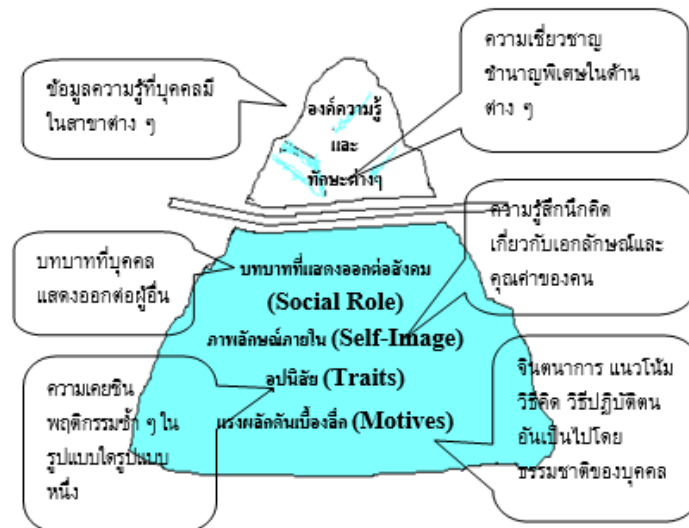 ความเชี่ยวชาญ
ชำนาญพิเศษในด้าน
ต่าง ๆ
ข้อมูลความรู้ที่บุคคลมี
ในสาขาต่าง ๆ
องค์ความรู้
และ
ทักษะต่างๆ
ความรู้สึกนึกคิด
เกี่ยวกับเอกลักษณ์และ
คุณค่าของคน
บทบาทที่บุคคล
แสดงออกต่อผู้อื่น
บทบาทที่แสดงออกต่อสังคม
(Social Role)
ภาพลักษณ์ภายใน (Self-Image)
อุปนิสัย (Traits)
แรงผลักดันเบื้องลึก (Motives)
ความเคยชิน
พฤติกรรมซ้ำ ๆ ใน
รูปแบบใดรูปแบบ
หนึ่ง
จินตนาการ แนวโน้ม
วิธีคิด วิธีปฏิบัติตน
อันเป็นไปโดย
ธรรมชาติของบุคคล